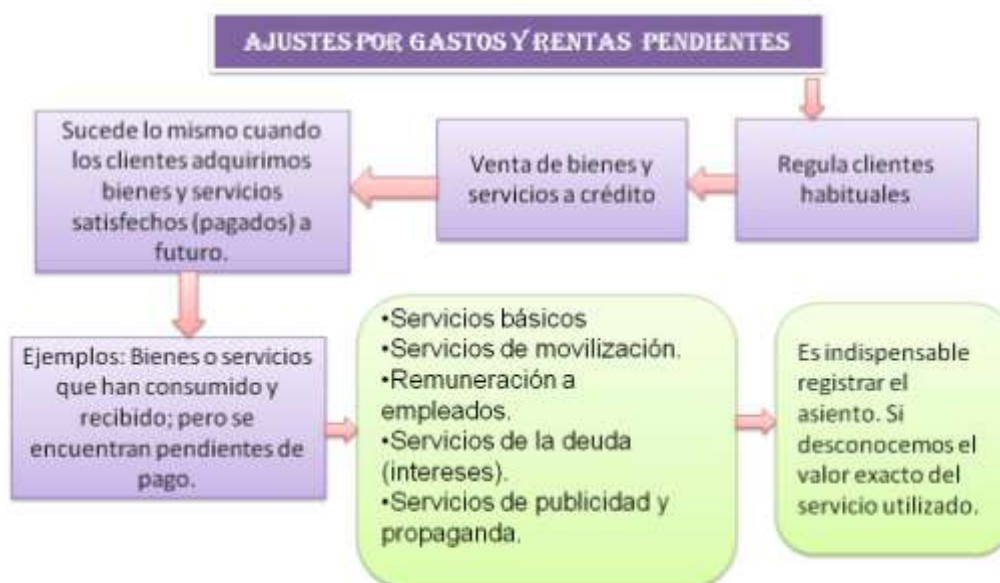 AJUSTES POR GASTOS Y RENTAS PENDIENTES
Regula clientes
habituales
Venta de bienes y
servicios a crédito
Sucede lo mismo cuando
los clientes adquirimos
bienes y servicios
satisfechos (pagados) a
futuro.
Ejemplos: Bienes o servicios
que han consumido y
recibido; pero se
encuentran pendientes de
pago.
•Servicios básicos
•Servicios de movilización.
•Remuneración a
empleados.
•Servicios de la deuda
(intereses).
•Servicios de publicidad y
propaganda.
Es indispensable
registrar el
asiento. Si
desconocemos el
valor exacto del
servicio utilizado.